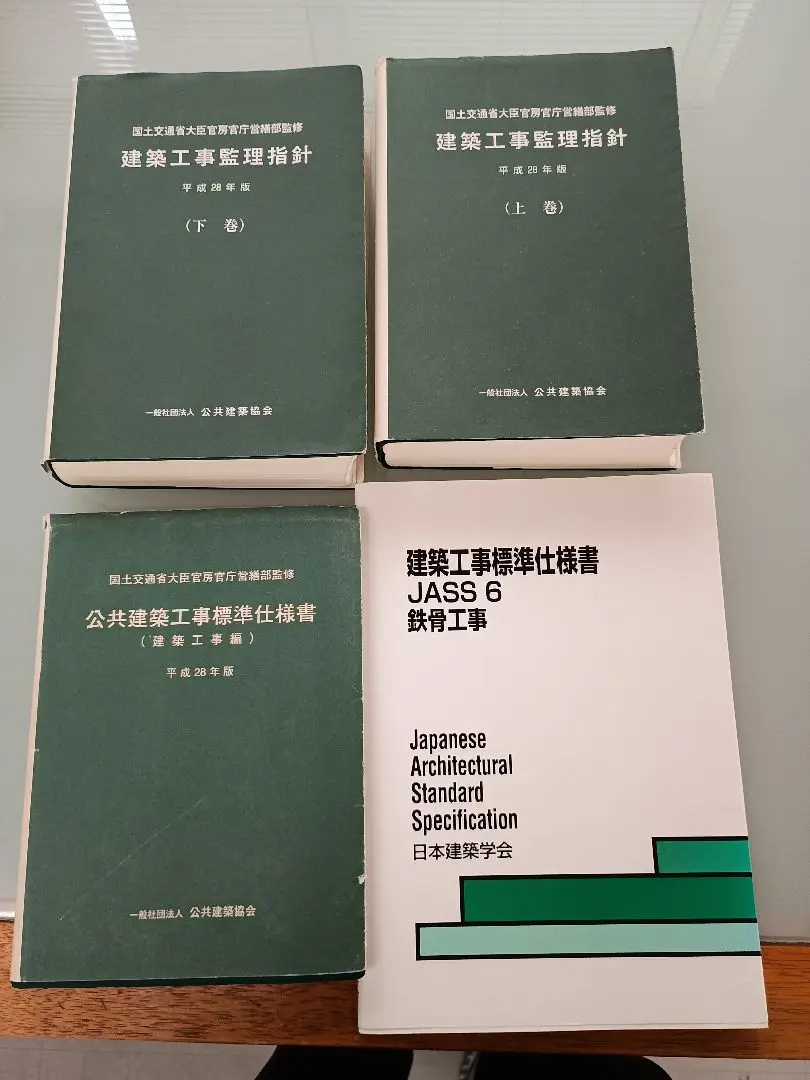 国土交通省大臣官房官庁営繕部監修
建築工事監理指針
平成28年版
(下 巻)
一般社団法人 公共建築協会
国土交通省大臣官房官庁営繕部監修
建築工事監理指針
平成28年版
(上 巻)
一般社団法人 公共建築協会
国土交通省大臣官房官庁営繕部監修
公共建築工事標準仕様書
(建築工事編)
平成28年版
一般社団法人 公共建築協会
建築工事標準仕様書
JASS 6
鉄骨工事
Japanese
Architectural
Standard
Specification
日本建築学会